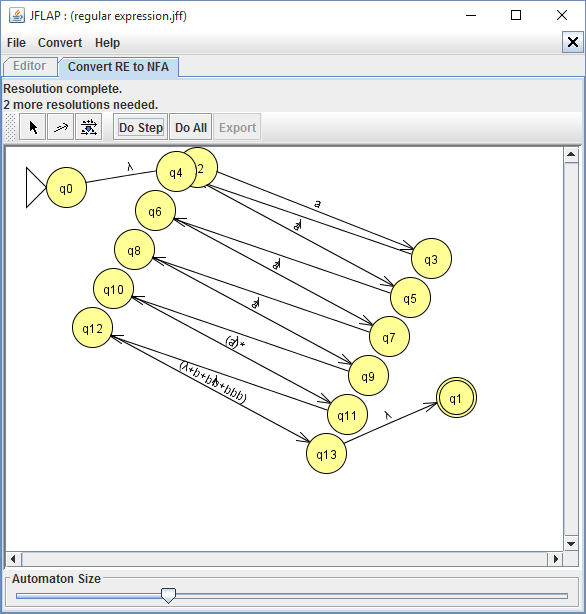 JFLAP : (regular expression.jff)
File Convert Help
Editor Convert RE to NFA
Resolution complete.
2 more resolutions needed.
Do Step Do All Export
λ
q0
q4
2
a
q6
q3
q8
q5
q10
q7
q12
q9
(λ+b+bb+bbb)
q11
λ
q1
q13
Automaton Size